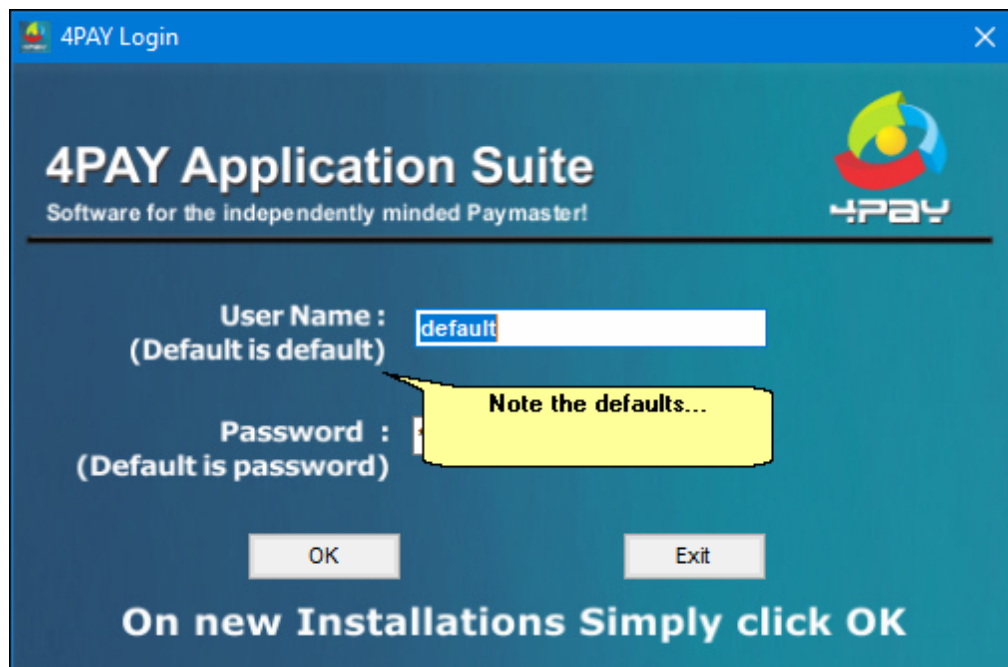 4PAY Login
4PAY Application Suite
Software for the independently minded Paymaster!
4PAY
User Name :
default
(Default is default)
Note the defaults...
Password :
(Default is password)
OK
Exit
On new Installations Simply click OK